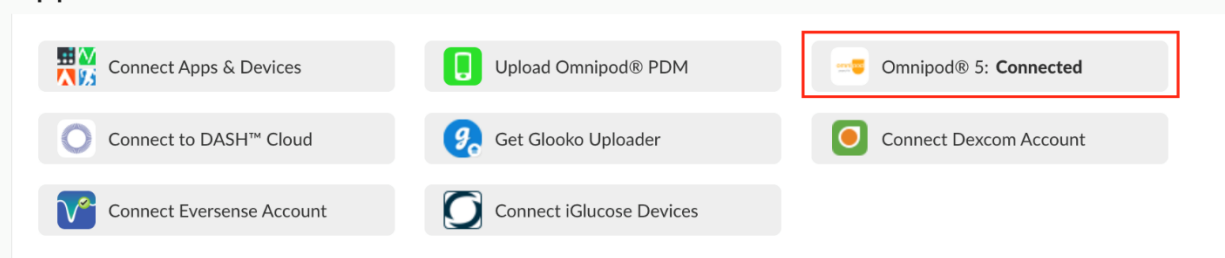 Connect Apps & Devices
Upload Omnipod® PDM
Omnipod® 5: Connected
Connect to DASH™ Cloud
Get Glooko Uploader
Connect Dexcom Account
Connect Eversense Account
Connect iGlucose Devices